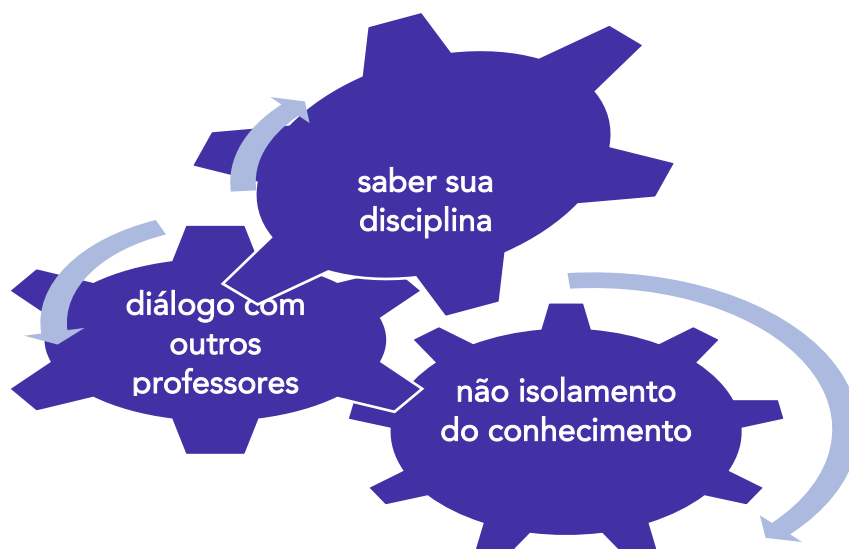 saber sua
disciplina
diálogo com
outros
professores
não isolamento
do conhecimento